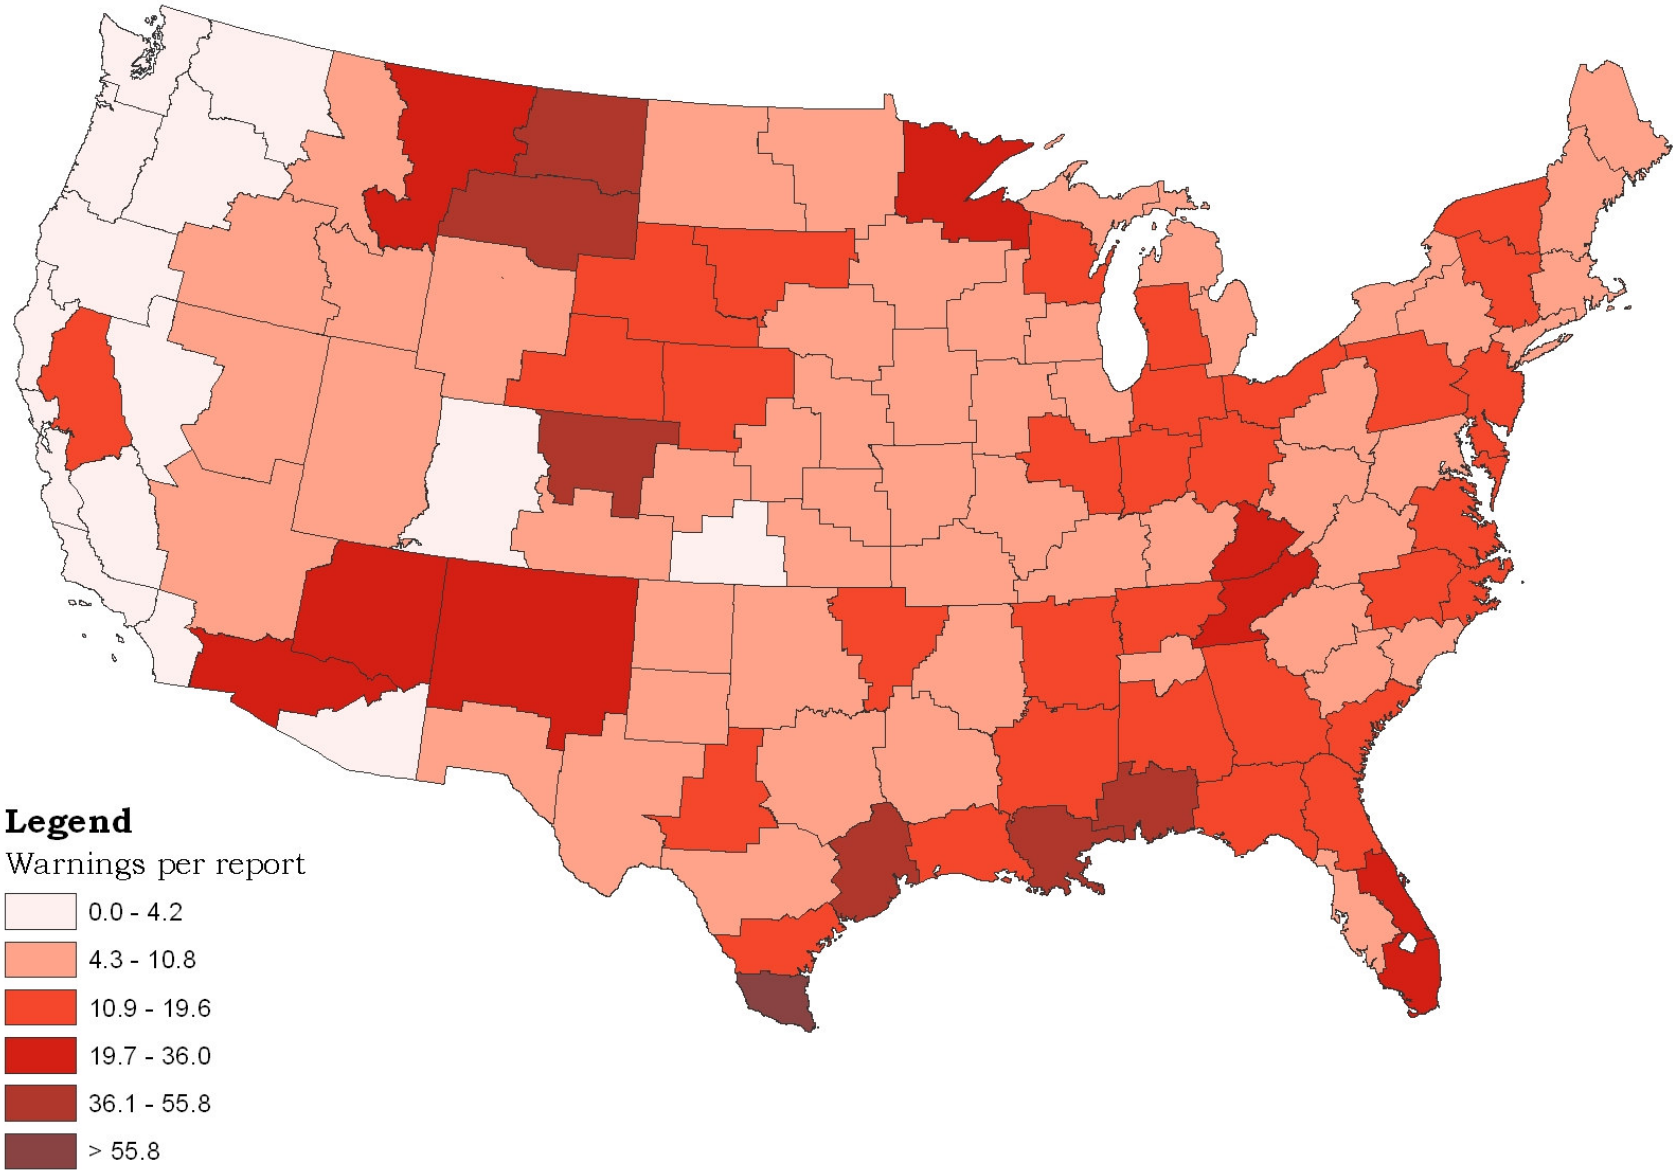 Legend
Warnings per report
0.0 - 4.2
4.3 - 10.8
10.9 - 19.6
19.7 - 36.0
36.1 - 55.8
> 55.8